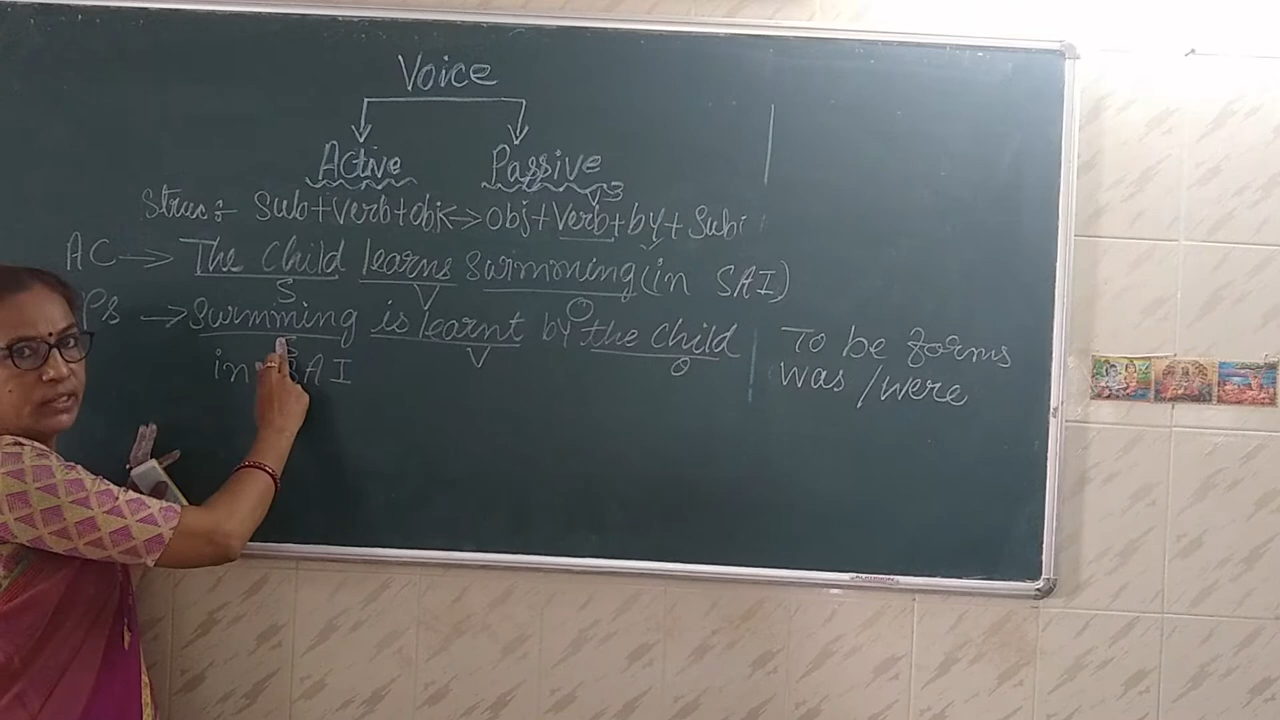 Voice
Active Passive
Struc:- Sub+Verb+obj<->obj+Verb+by+Subj
V3
AC -> The Child learns Swimming (in SAI)
S V O
Ps -> Swimming is learnt by the Child
S V O
in SAI
To be forms
was/were